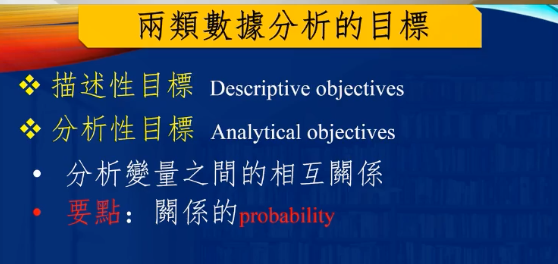 兩類數據分析的目標
❖ 描述性目標 Descriptive objectives
❖ 分析性目標 Analytical objectives
• 分析變量之間的相互關係
• 要點：關係的probability